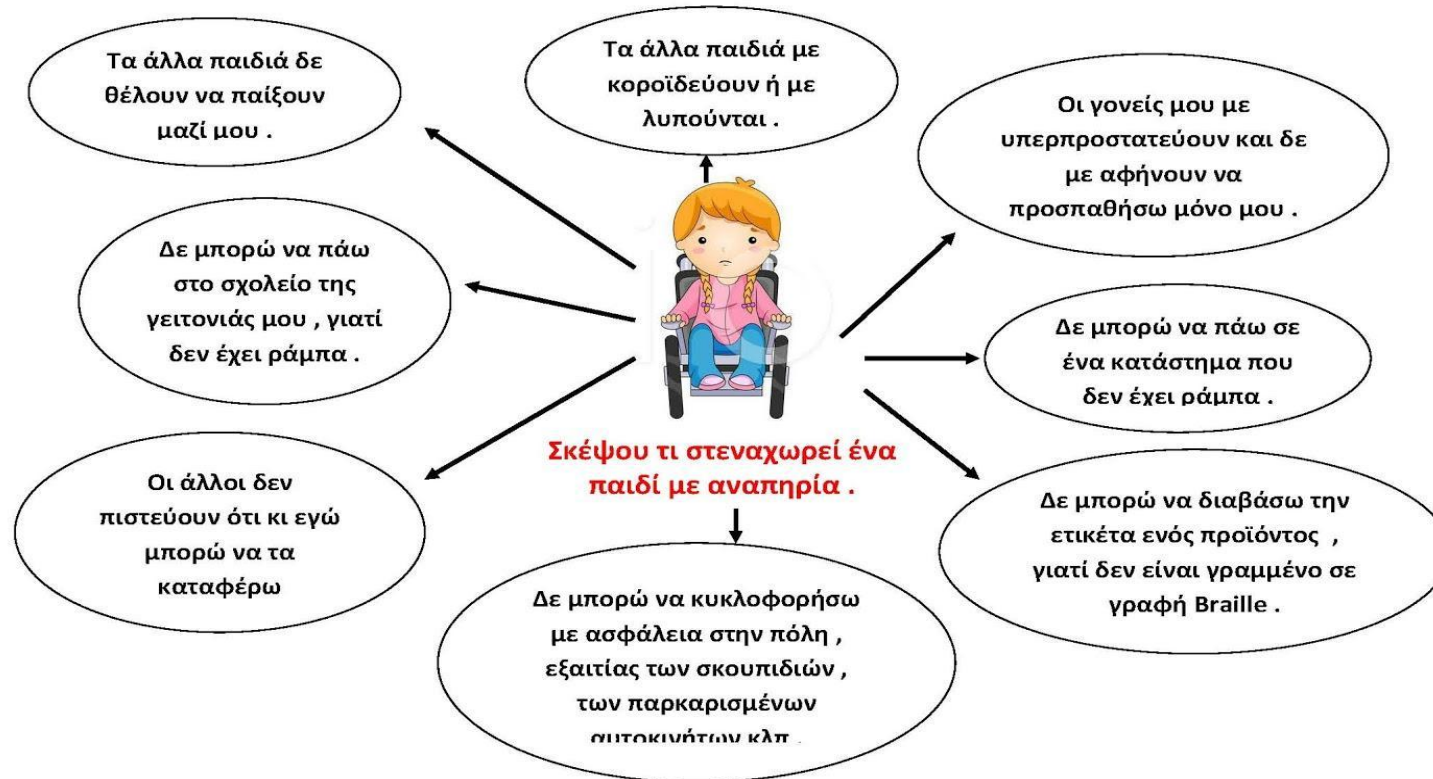 Τα άλλα παιδιά δε
θέλουν να παίξουν
μαζί μου .
Τα άλλα παιδιά με
κοροϊδεύουν ή με
λυπούνται .
Οι γονείς μου με
υπερπροστατεύουν και δε
με αφήνουν να
προσπαθήσω μόνο μου .
Δε μπορώ να πάω
στο σχολείο της
γειτονιάς μου , γιατί
δεν έχει ράμπα .
Δε μπορώ να πάω σε
ένα κατάστημα που
δεν έχει ράμπα .
Σκέψου τι στεναχωρεί ένα
παιδί με αναπηρία .
Οι άλλοι δεν
πιστεύουν ότι κι εγώ
μπορώ να τα
καταφέρω
Δε μπορώ να διαβάσω την
ετικέτα ενός προϊόντος ,
γιατί δεν είναι γραμμένο σε
γραφή Braille .
Δε μπορώ να κυκλοφορήσω
με ασφάλεια στην πόλη ,
εξαιτίας των σκουπιδιών ,
των παρκαρισμένων
αυτοκινήτων κλπ .